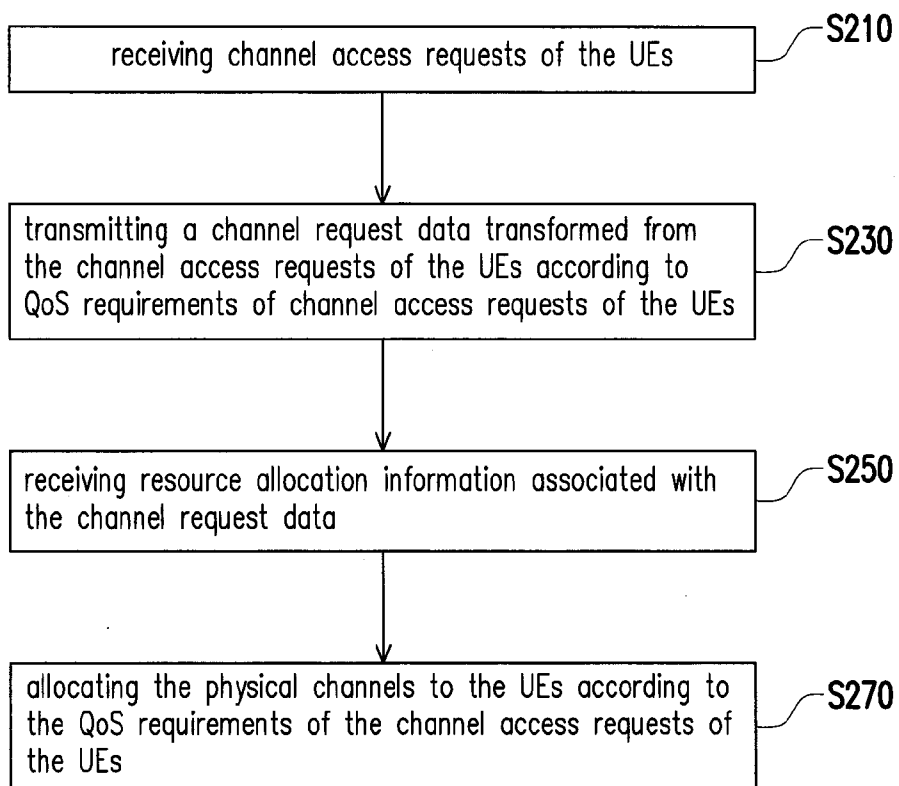 receiving channel access requests of the UEs
S210
transmitting a channel request data transformed from
the channel access requests of the UEs according to
QoS requirements of channel access requests of the UEs
S230
receiving resource allocation information associated with
the channel request data
S250
allocating the physical channels to the UEs according to
the QoS requirements of the channel access requests of
the UEs
S270